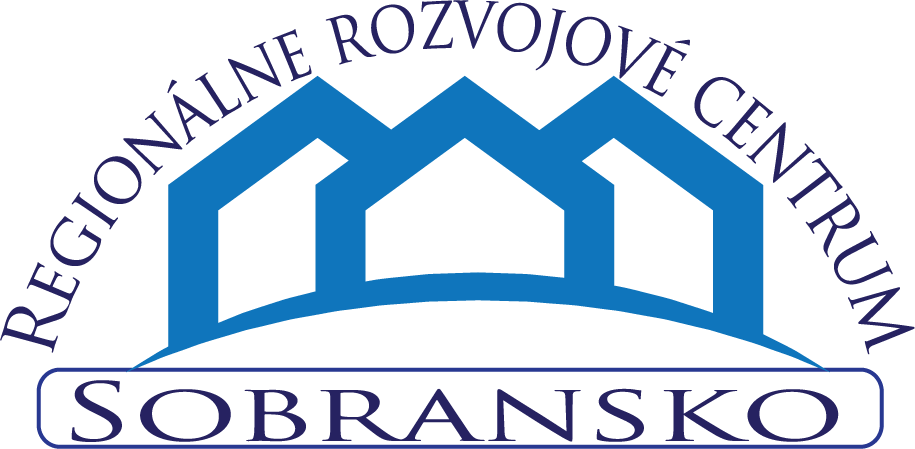 REGIONÁLNE ROZVOJOVÉ CENTRUM
SOBRANSKO